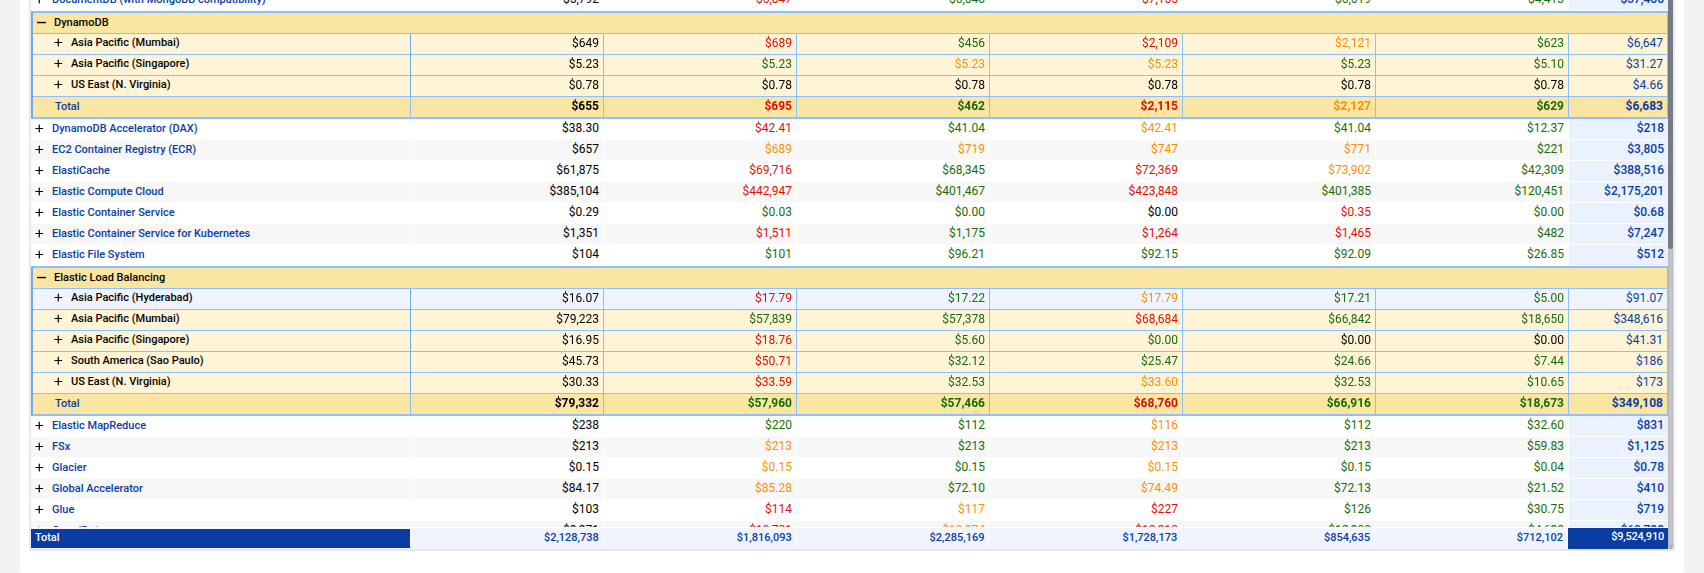 DocumentDB (with MongoDB compatibility)
− DynamoDB
+ Asia Pacific (Mumbai) $649 $689 $456 $2,109 $2,121 $623 $6,647
+ Asia Pacific (Singapore) $5.23 $5.23 $5.23 $5.23 $5.23 $5.10 $31.27
+ US East (N. Virginia) $0.78 $0.78 $0.78 $0.78 $0.78 $0.78 $4.66
Total $655 $695 $462 $2,115 $2,127 $629 $6,683
+ DynamoDB Accelerator (DAX) $38.30 $42.41 $41.04 $42.41 $41.04 $12.37 $218
+ EC2 Container Registry (ECR) $657 $689 $719 $747 $771 $221 $3,805
+ ElastiCache $61,875 $69,716 $68,345 $72,369 $73,902 $42,309 $388,516
+ Elastic Compute Cloud $385,104 $442,947 $401,467 $423,848 $401,385 $120,451 $2,175,201
+ Elastic Container Service $0.29 $0.03 $0.00 $0.00 $0.35 $0.00 $0.68
+ Elastic Container Service for Kubernetes $1,351 $1,511 $1,175 $1,264 $1,465 $482 $7,247
+ Elastic File System $104 $101 $96.21 $92.15 $92.09 $26.85 $512
− Elastic Load Balancing
+ Asia Pacific (Hyderabad) $16.07 $17.79 $17.22 $17.79 $17.21 $5.00 $91.07
+ Asia Pacific (Mumbai) $79,223 $57,839 $57,378 $68,684 $66,842 $18,650 $348,616
+ Asia Pacific (Singapore) $16.95 $18.76 $5.60 $0.00 $0.00 $0.00 $41.31
+ South America (Sao Paulo) $45.73 $50.71 $32.12 $25.47 $24.66 $7.44 $186
+ US East (N. Virginia) $30.33 $33.59 $32.53 $33.60 $32.53 $10.65 $173
Total $79,332 $57,960 $57,466 $68,760 $66,916 $18,673 $349,108
+ Elastic MapReduce $238 $220 $112 $116 $112 $32.60 $831
+ FSx $213 $213 $213 $213 $213 $59.83 $1,125
+ Glacier $0.15 $0.15 $0.15 $0.15 $0.15 $0.04 $0.78
+ Global Accelerator $84.17 $85.28 $72.10 $74.49 $72.13 $21.52 $410
+ Glue $103 $114 $117 $227 $126 $30.75 $719
Total $2,128,738 $1,816,093 $2,285,169 $1,728,173 $854,635 $712,102 $9,524,910